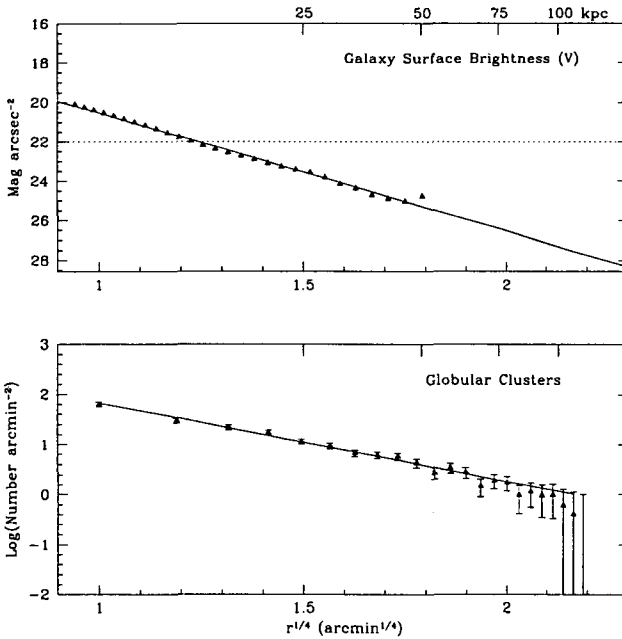 25 50 75 100 kpc
16
18
20
22
24
26
28
Mag arcsec⁻²
Galaxy Surface Brightness (V)
1 1.5 2
3
2
1
0
−1
−2
Log(Number arcmin⁻²)
Globular Clusters
1 1.5 2
r¹/⁴ (arcmin¹/⁴)